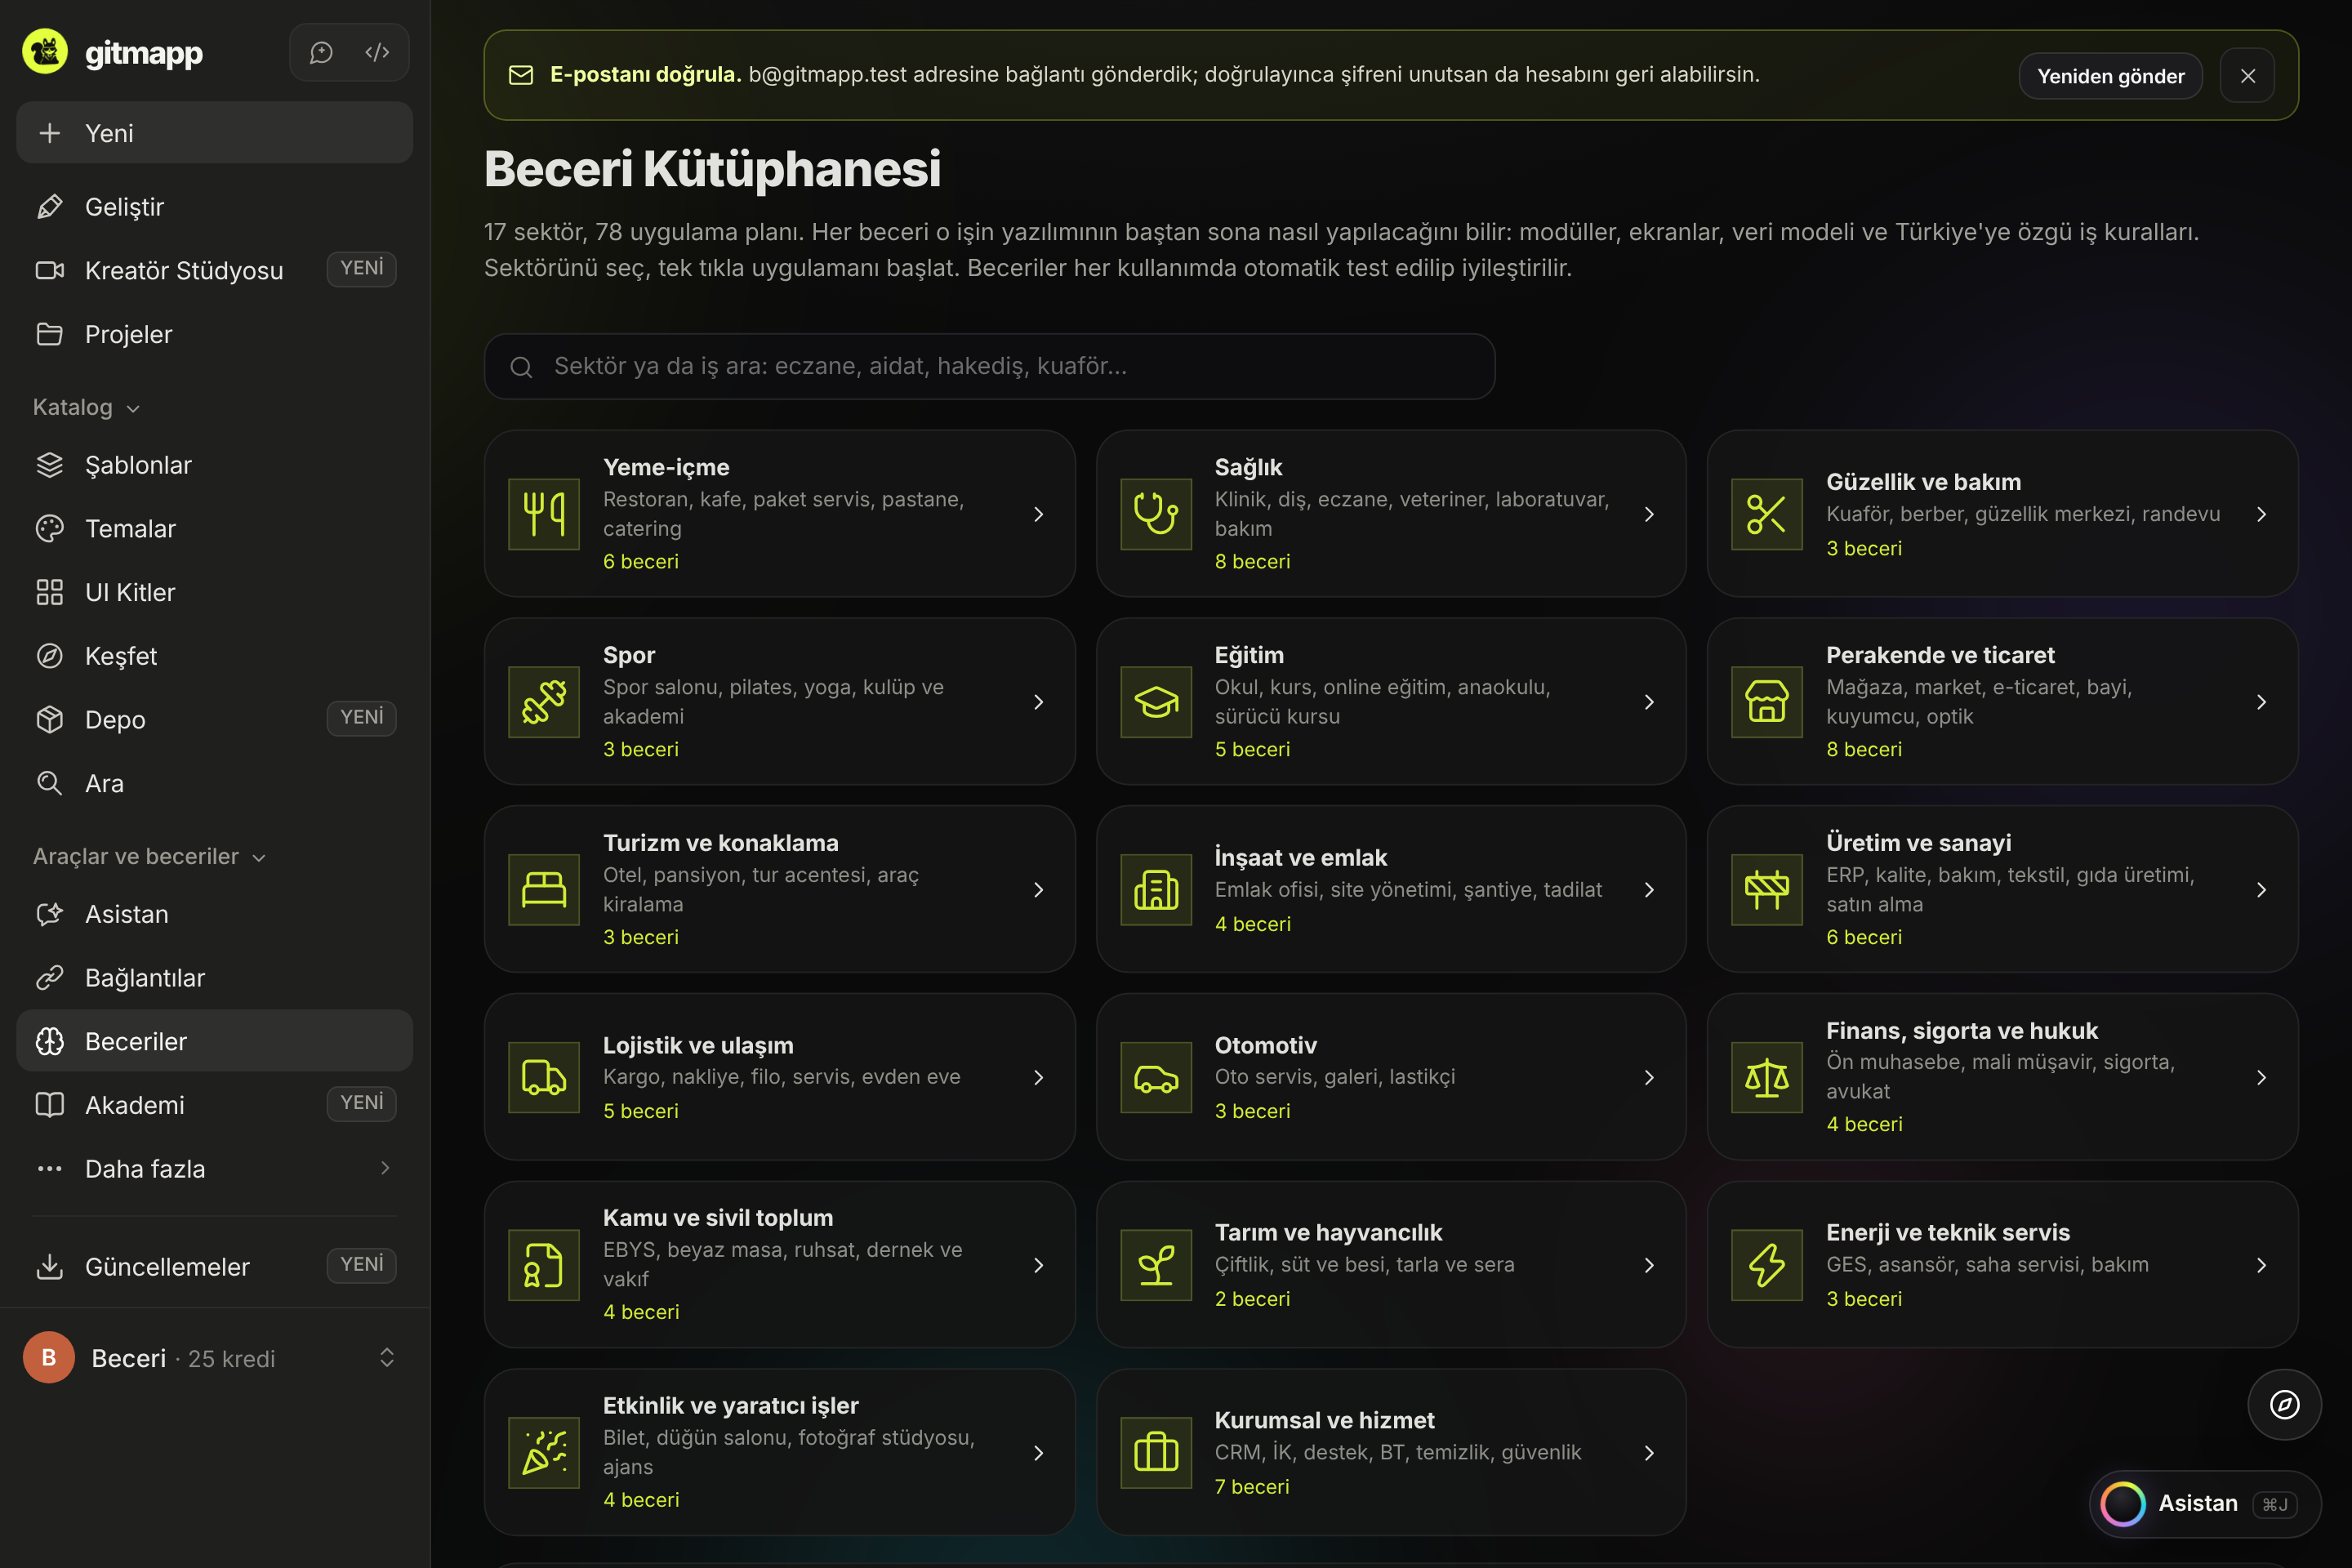 gitmapp
Yeni
Geliştir
Kreatör Stüdyosu YENİ
Projeler
Katalog
Şablonlar
Temalar
UI Kitler
Keşfet
Depo YENİ
Ara
Araçlar ve beceriler
Asistan
Bağlantılar
Beceriler
Akademi YENİ
Daha fazla
Güncellemeler YENİ
B Beceri · 25 kredi
E-postanı doğrula. b@gitmapp.test adresine bağlantı gönderdik; doğrulayınca şifreni unutsan da hesabını geri alabilirsin. Yeniden gönder
Beceri Kütüphanesi
17 sektör, 78 uygulama planı. Her beceri o işin yazılımının baştan sona nasıl yapılacağını bilir: modüller, ekranlar, veri modeli ve Türkiye'ye özgü iş kuralları.
Sektörünü seç, tek tıkla uygulamanı başlat. Beceriler her kullanımda otomatik test edilip iyileştirilir.
Sektör ya da iş ara: eczane, aidat, hakediş, kuaför...
Yeme-içme
Restoran, kafe, paket servis, pastane,
catering
6 beceri
Sağlık
Klinik, diş, eczane, veteriner, laboratuvar,
bakım
8 beceri
Güzellik ve bakım
Kuaför, berber, güzellik merkezi, randevu
3 beceri
Spor
Spor salonu, pilates, yoga, kulüp ve
akademi
3 beceri
Eğitim
Okul, kurs, online eğitim, anaokulu,
sürücü kursu
5 beceri
Perakende ve ticaret
Mağaza, market, e-ticaret, bayi,
kuyumcu, optik
8 beceri
Turizm ve konaklama
Otel, pansiyon, tur acentesi, araç
kiralama
3 beceri
İnşaat ve emlak
Emlak ofisi, site yönetimi, şantiye, tadilat
4 beceri
Üretim ve sanayi
ERP, kalite, bakım, tekstil, gıda üretimi,
satın alma
6 beceri
Lojistik ve ulaşım
Kargo, nakliye, filo, servis, evden eve
5 beceri
Otomotiv
Oto servis, galeri, lastikçi
3 beceri
Finans, sigorta ve hukuk
Ön muhasebe, mali müşavir, sigorta,
avukat
4 beceri
Kamu ve sivil toplum
EBYS, beyaz masa, ruhsat, dernek ve
vakıf
4 beceri
Tarım ve hayvancılık
Çiftlik, süt ve besi, tarla ve sera
2 beceri
Enerji ve teknik servis
GES, asansör, saha servisi, bakım
3 beceri
Etkinlik ve yaratıcı işler
Bilet, düğün salonu, fotoğraf stüdyosu,
ajans
4 beceri
Kurumsal ve hizmet
CRM, İK, destek, BT, temizlik, güvenlik
7 beceri
Asistan ⌘J